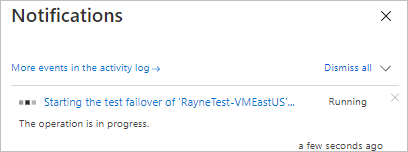 Notifications
More events in the activity log →
Dismiss all
Starting the test failover of 'RayneTest-VMEastUS'...
Running
The operation is in progress.
a few seconds ago